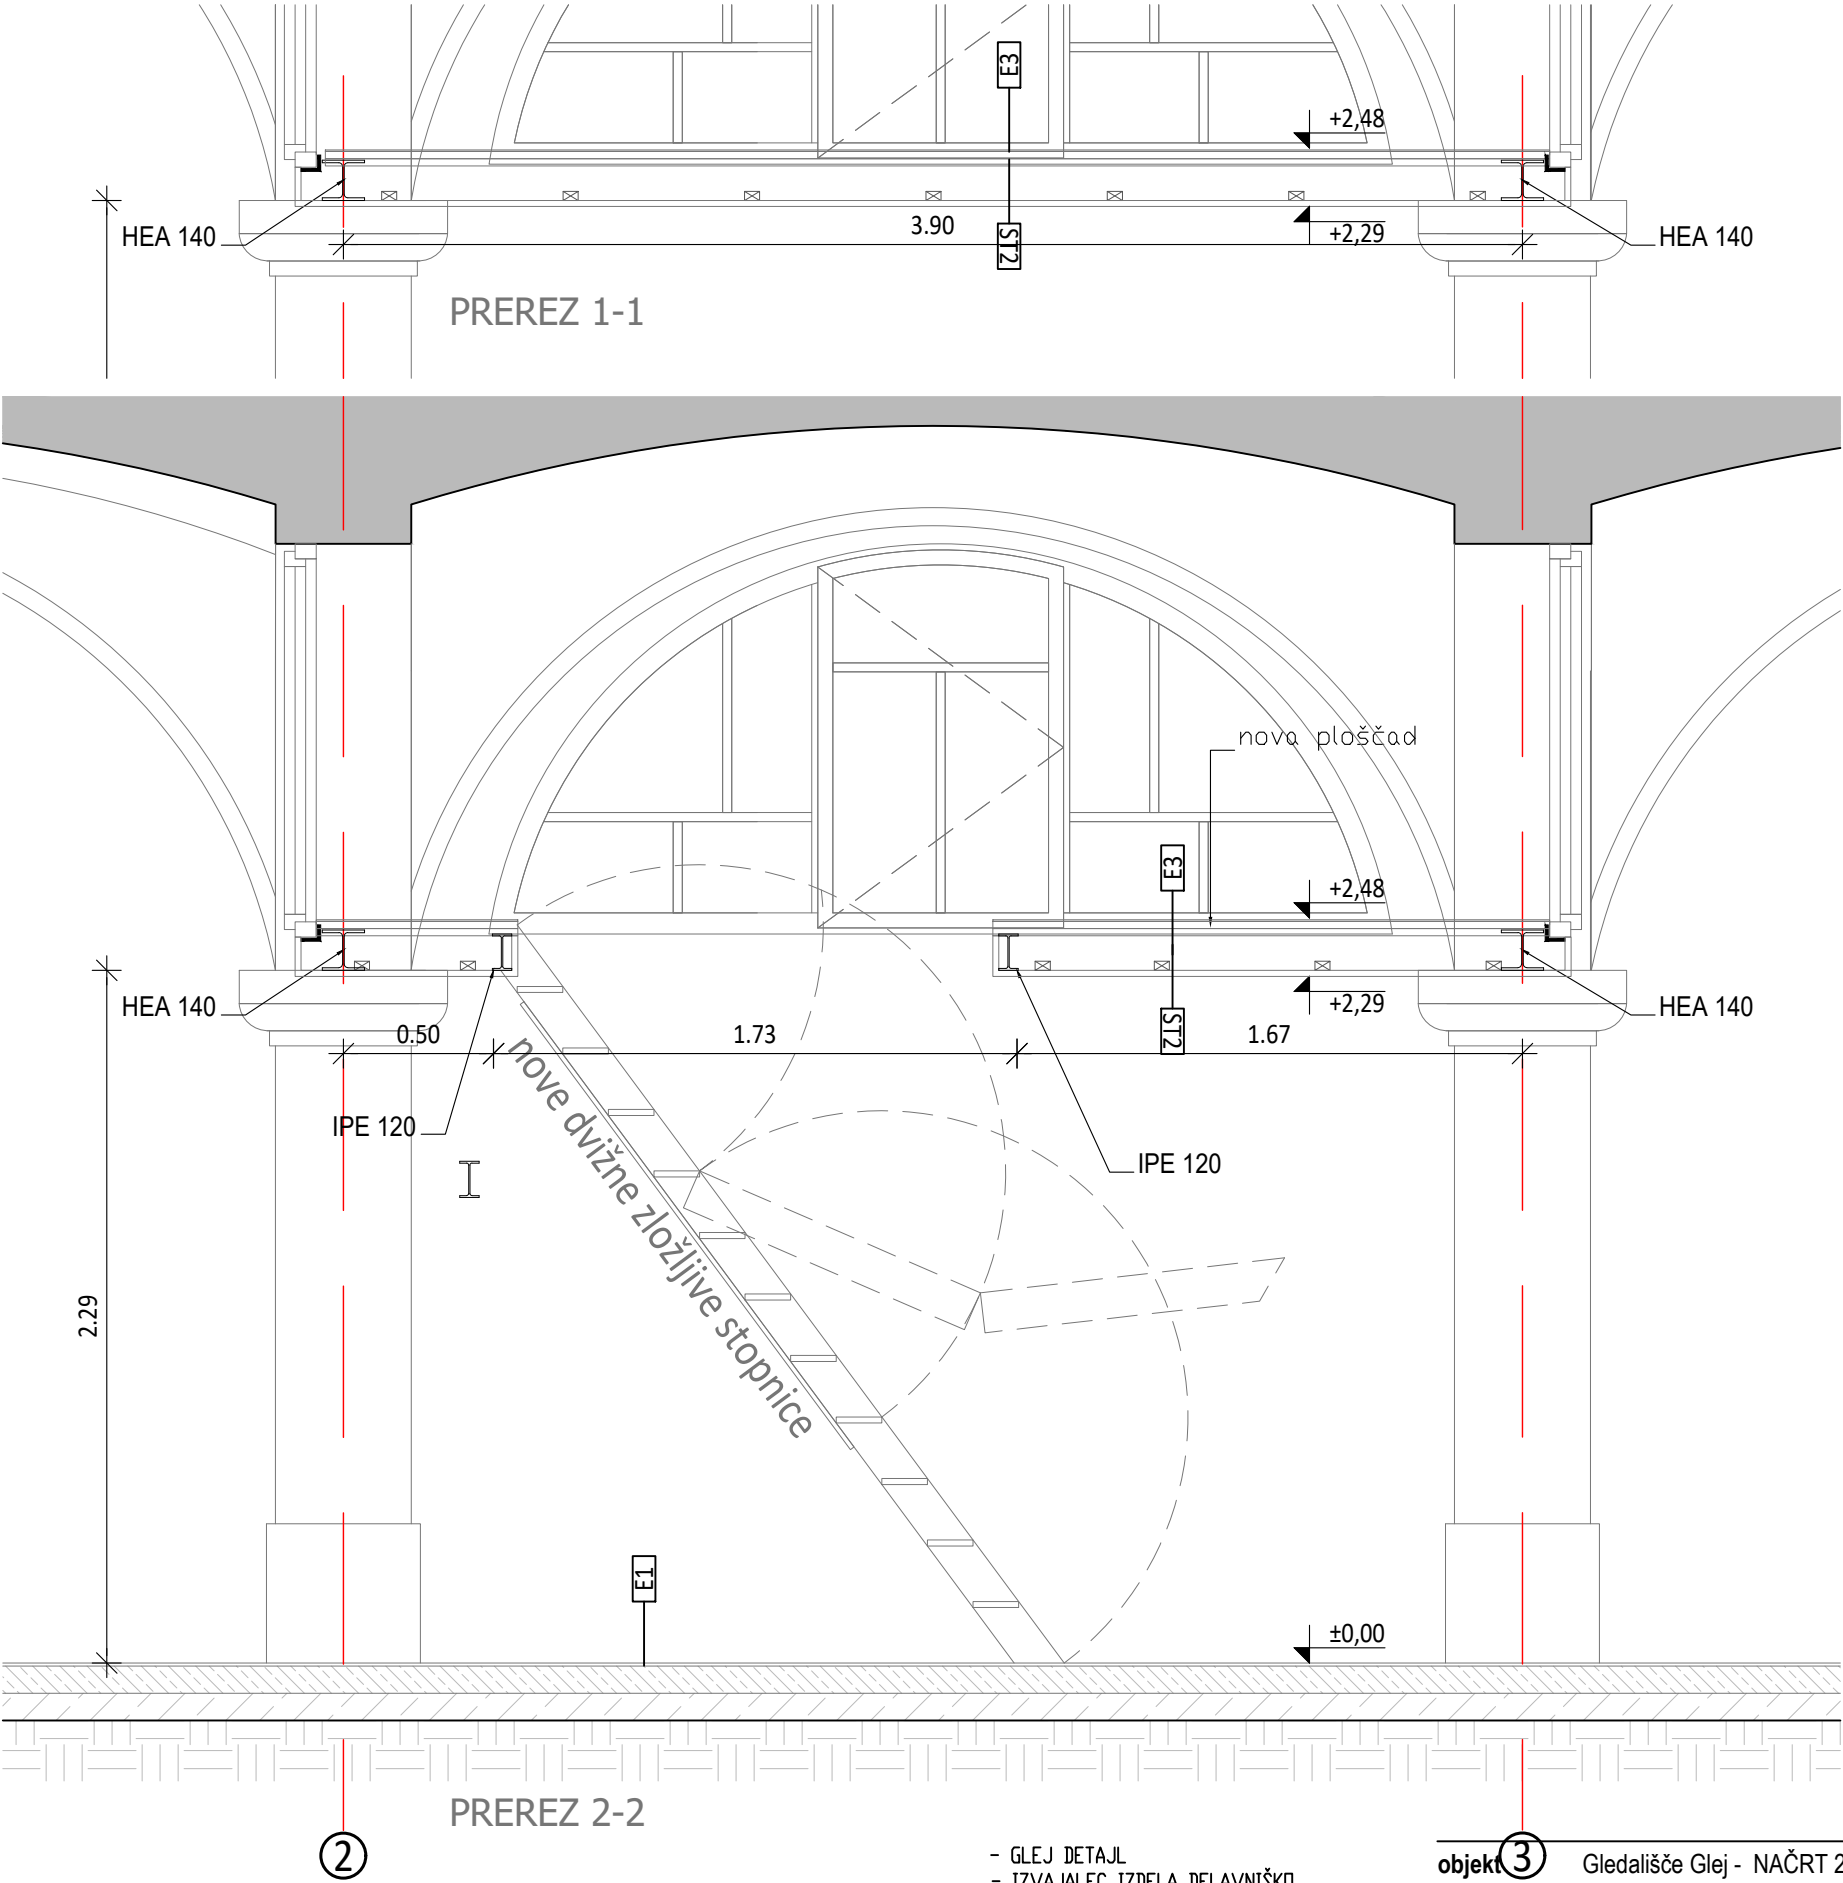 E3
+2,48
HEA 140
3.90
ST2
+2,29
HEA 140
PREREZ 1-1
nova ploščad
E3
+2,48
HEA 140
+2,29
HEA 140
0.50
1.73
ST2
1.67
IPE 120
nove dvižne zložljive stopnice
IPE 120
2.29
E1
±0,00
PREREZ 2-2
2
3
- GLEJ DETAJL
- IZVAJALEC IZDELA DELAVNIŠKO
objekt Gledališče Glej - NAČRT 2